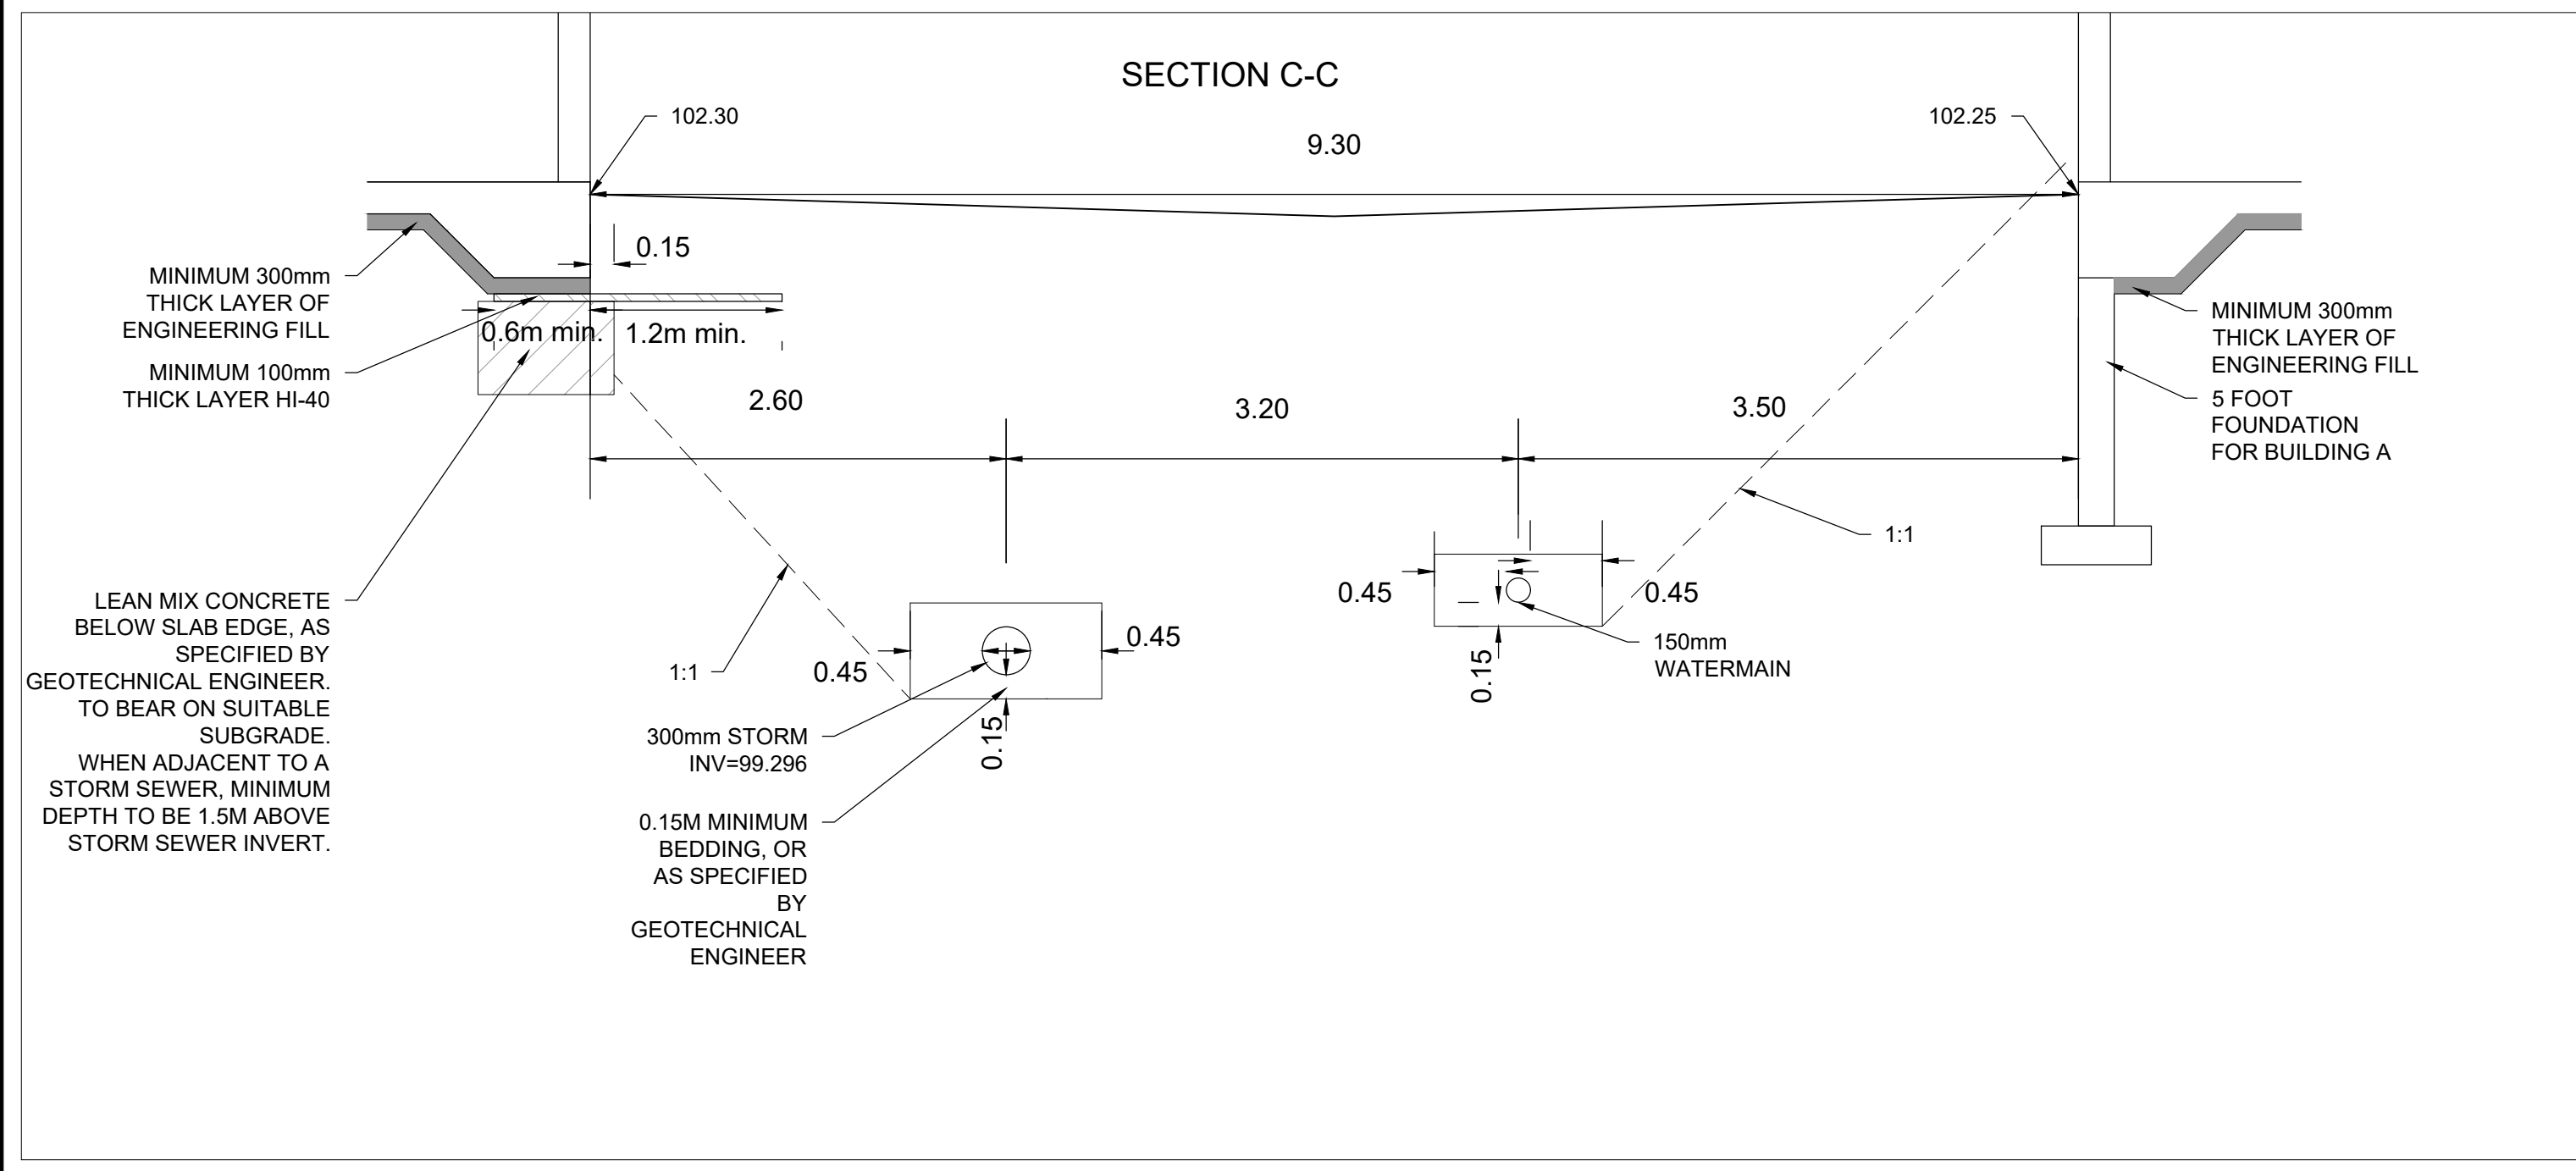 SECTION C-C
102.30
102.25
9.30
0.15
MINIMUM 300mm
THICK LAYER OF
ENGINEERING FILL
MINIMUM 100mm
THICK LAYER HI-40
0.6m min.
1.2m min.
MINIMUM 300mm
THICK LAYER OF
ENGINEERING FILL
5 FOOT
FOUNDATION
FOR BUILDING A
2.60
3.20
3.50
1:1
LEAN MIX CONCRETE
BELOW SLAB EDGE, AS
SPECIFIED BY
GEOTECHNICAL ENGINEER.
TO BEAR ON SUITABLE
SUBGRADE.
WHEN ADJACENT TO A
STORM SEWER, MINIMUM
DEPTH TO BE 1.5M ABOVE
STORM SEWER INVERT.
1:1
0.45
0.45
0.45
0.45
0.15
150mm
WATERMAIN
300mm STORM
INV=99.296
0.15
0.15M MINIMUM
BEDDING, OR
AS SPECIFIED
BY
GEOTECHNICAL
ENGINEER